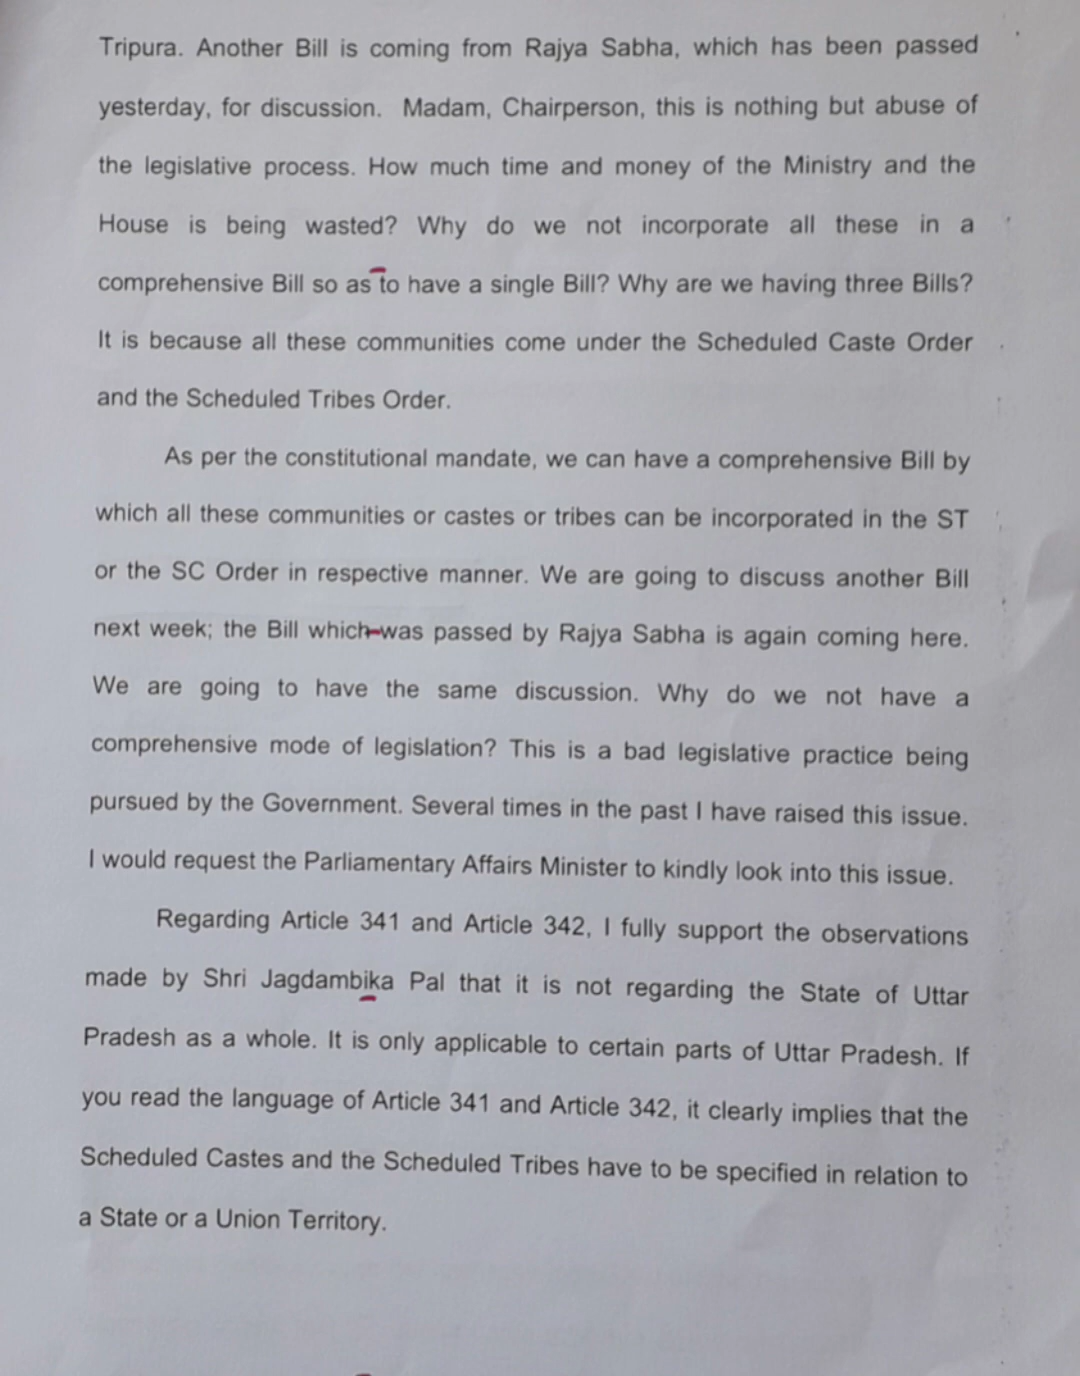 Tripura. Another Bill is coming from Rajya Sabha, which has been passed
yesterday, for discussion. Madam, Chairperson, this is nothing but abuse of
the legislative process. How much time and money of the Ministry and the
House is being wasted? Why do we not incorporate all these in a
comprehensive Bill so as to have a single Bill? Why are we having three Bills?
It is because all these communities come under the Scheduled Caste Order
and the Scheduled Tribes Order.
As per the constitutional mandate, we can have a comprehensive Bill by
which all these communities or castes or tribes can be incorporated in the ST
or the SC Order in respective manner. We are going to discuss another Bill
next week; the Bill which was passed by Rajya Sabha is again coming here.
We are going to have the same discussion. Why do we not have a
comprehensive mode of legislation? This is a bad legislative practice being
pursued by the Government. Several times in the past I have raised this issue.
I would request the Parliamentary Affairs Minister to kindly look into this issue.
Regarding Article 341 and Article 342, I fully support the observations
made by Shri Jagdambika Pal that it is not regarding the State of Uttar
Pradesh as a whole. It is only applicable to certain parts of Uttar Pradesh. If
you read the language of Article 341 and Article 342, it clearly implies that the
Scheduled Castes and the Scheduled Tribes have to be specified in relation to
a State or a Union Territory.